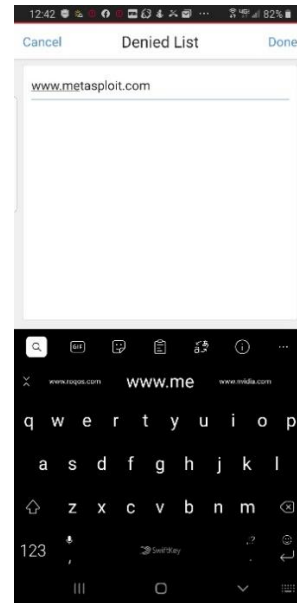 12:42 82%
Cancel Denied List Done
www.metasploit.com
GIF
www.roqos.com www.me www.nvidia.com
q w e r t y u i o p
a s d f g h j k l
z x c v b n m
123 , SwiftKey .,?